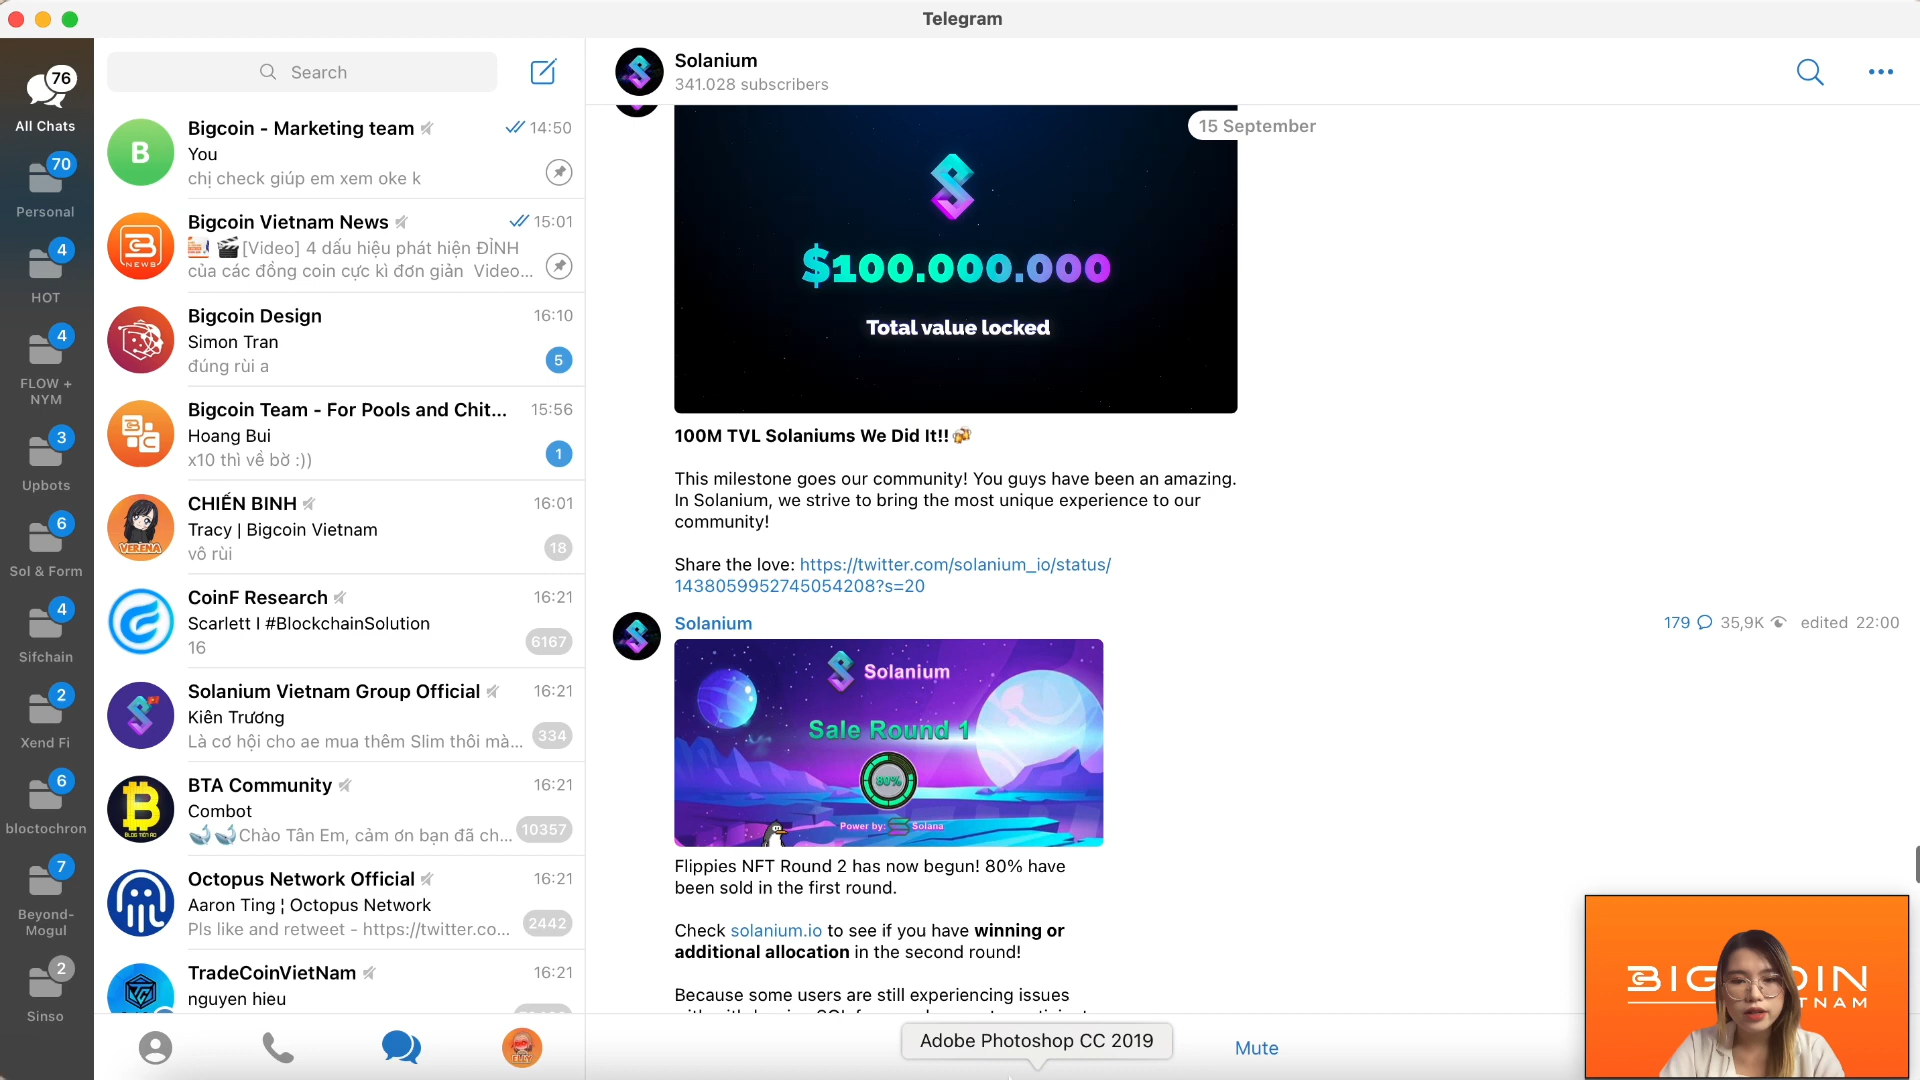 Telegram
76
All Chats
70
Personal
4
HOT
4
FLOW +
NYM
3
Upbots
6
Sol & Form
4
Sifchain
2
Xend Fi
6
bloctochron
7
Beyond-
Mogul
2
Sinso
Search
B
Bigcoin - Marketing team 14:50
You
chị check giúp em xem oke k
NEWS
Bigcoin Vietnam News 15:01
[Video] 4 dấu hiệu phát hiện ĐỈNH
của các đồng coin cực kì đơn giản Video...
Bigcoin Design 16:10
Simon Tran
đúng rùi a 5
Bigcoin Team - For Pools and Chit... 15:56
Hoang Bui
x10 thì về bờ :)) 1
VERENA
CHIẾN BINH 16:01
Tracy | Bigcoin Vietnam
vô rùi 18
CoinF Research 16:21
Scarlett I #BlockchainSolution
16 6167
Solanium Vietnam Group Official 16:21
Kiên Trương
Là cơ hội cho ae mua thêm Slim thôi mà... 334
BTA Community 16:21
Combot
Chào Tân Em, cảm ơn bạn đã ch... 10357
Octopus Network Official 16:21
Aaron Ting ¦ Octopus Network
Pls like and retweet - https://twitter.co... 2442
TradeCoinVietNam 16:21
nguyen hieu
Solanium
341.028 subscribers
15 September
$100.000.000
Total value locked
100M TVL Solaniums We Did It!!
This milestone goes our community! You guys have been an amazing.
In Solanium, we strive to bring the most unique experience to our
community!
Share the love: https://twitter.com/solanium_io/status/
1438059952745054208?s=20
Solanium 179 35,9K edited 22:00
Solanium
Sale Round 1
80%
Power by: Solana
Flippies NFT Round 2 has now begun! 80% have
been sold in the first round.
Check solanium.io to see if you have winning or
additional allocation in the second round!
Because some users are still experiencing issues
Adobe Photoshop CC 2019
Mute